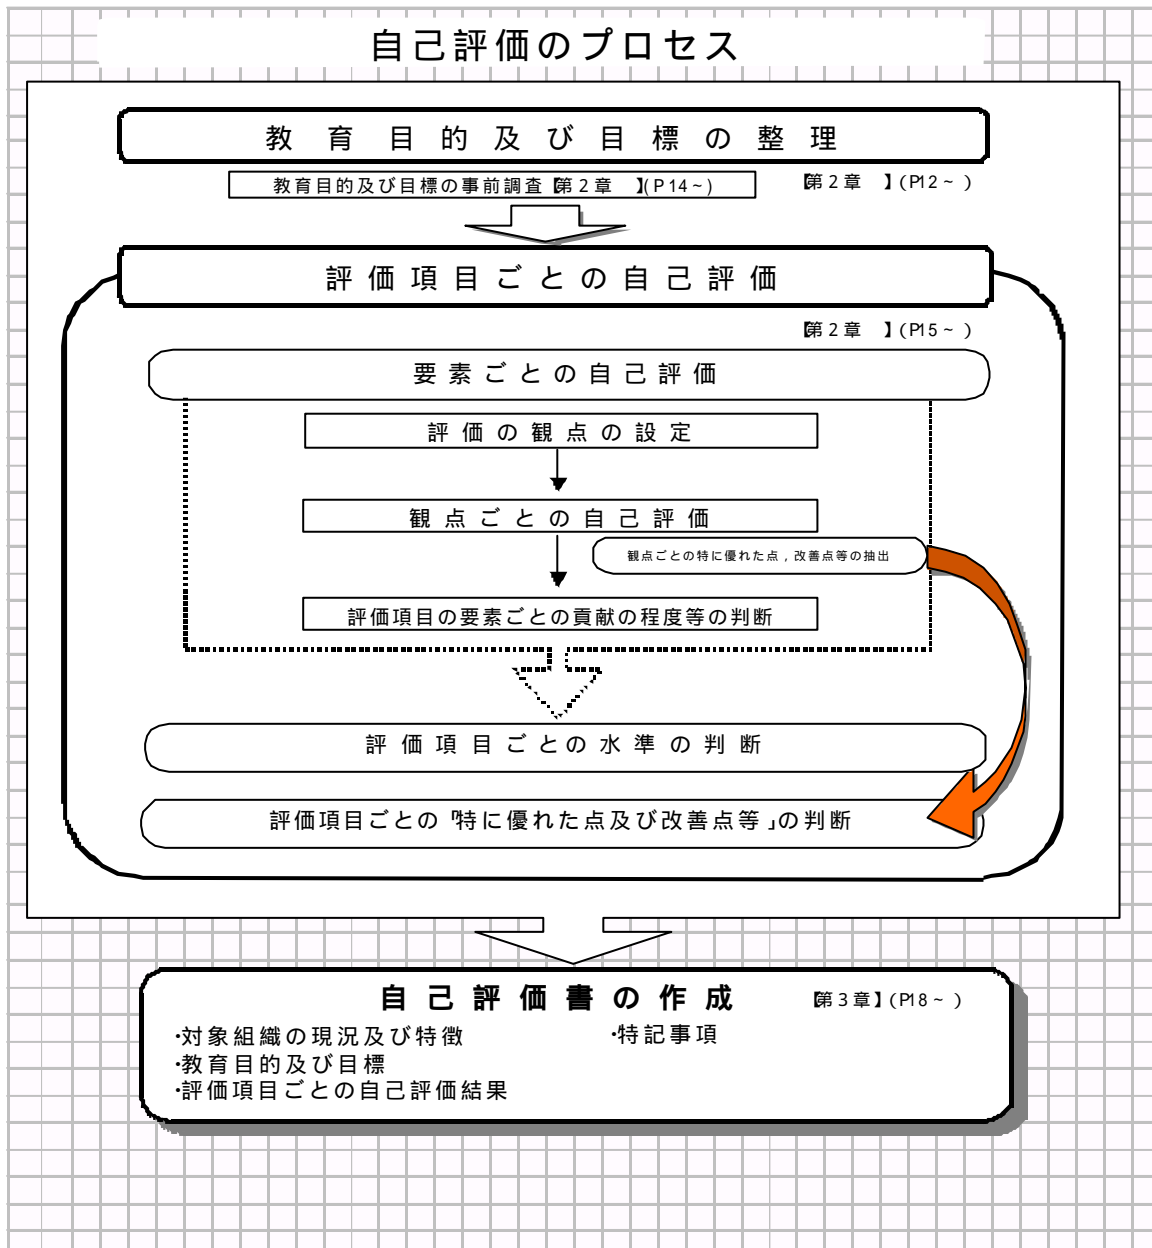 自己評価のプロセス
教育目的及び目標の整理
教育目的及び目標の事前調査【第2章　】(P14~)
【第2章　】(P12~)
評価項目ごとの自己評価
【第2章　】(P15~)
要素ごとの自己評価
評価の観点の設定
観点ごとの自己評価
観点ごとの特に優れた点,改善点等の抽出
評価項目の要素ごとの貢献の程度等の判断
評価項目ごとの水準の判断
評価項目ごとの「特に優れた点及び改善点等」の判断
自己評価書の作成
【第3章】(P18~)
・対象組織の現況及び特徴
・特記事項
・教育目的及び目標
・評価項目ごとの自己評価結果